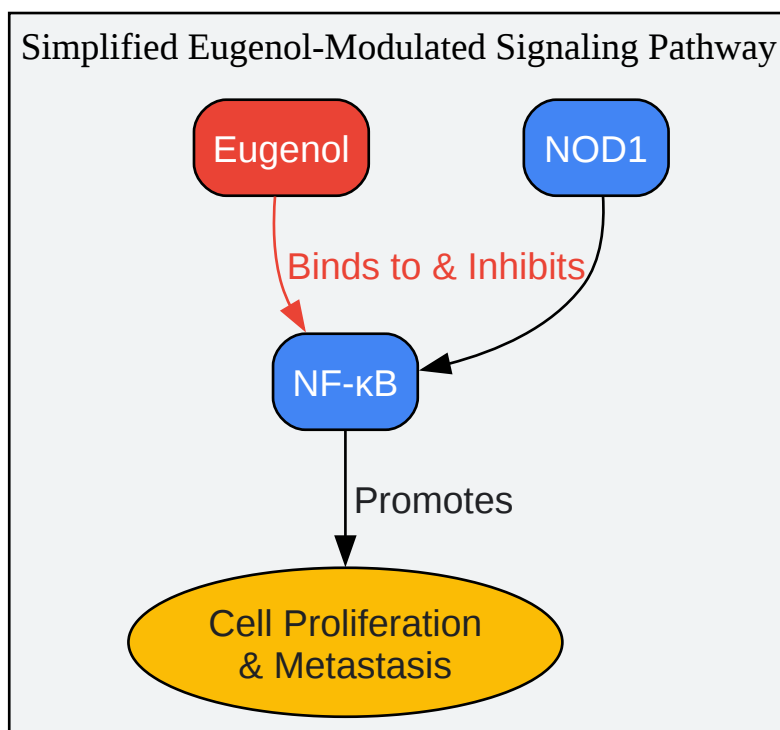 Simplified Eugenol-Modulated Signaling Pathway
Eugenol
NOD1
Binds to & Inhibits
NF-κB
Promotes
Cell Proliferation
& Metastasis